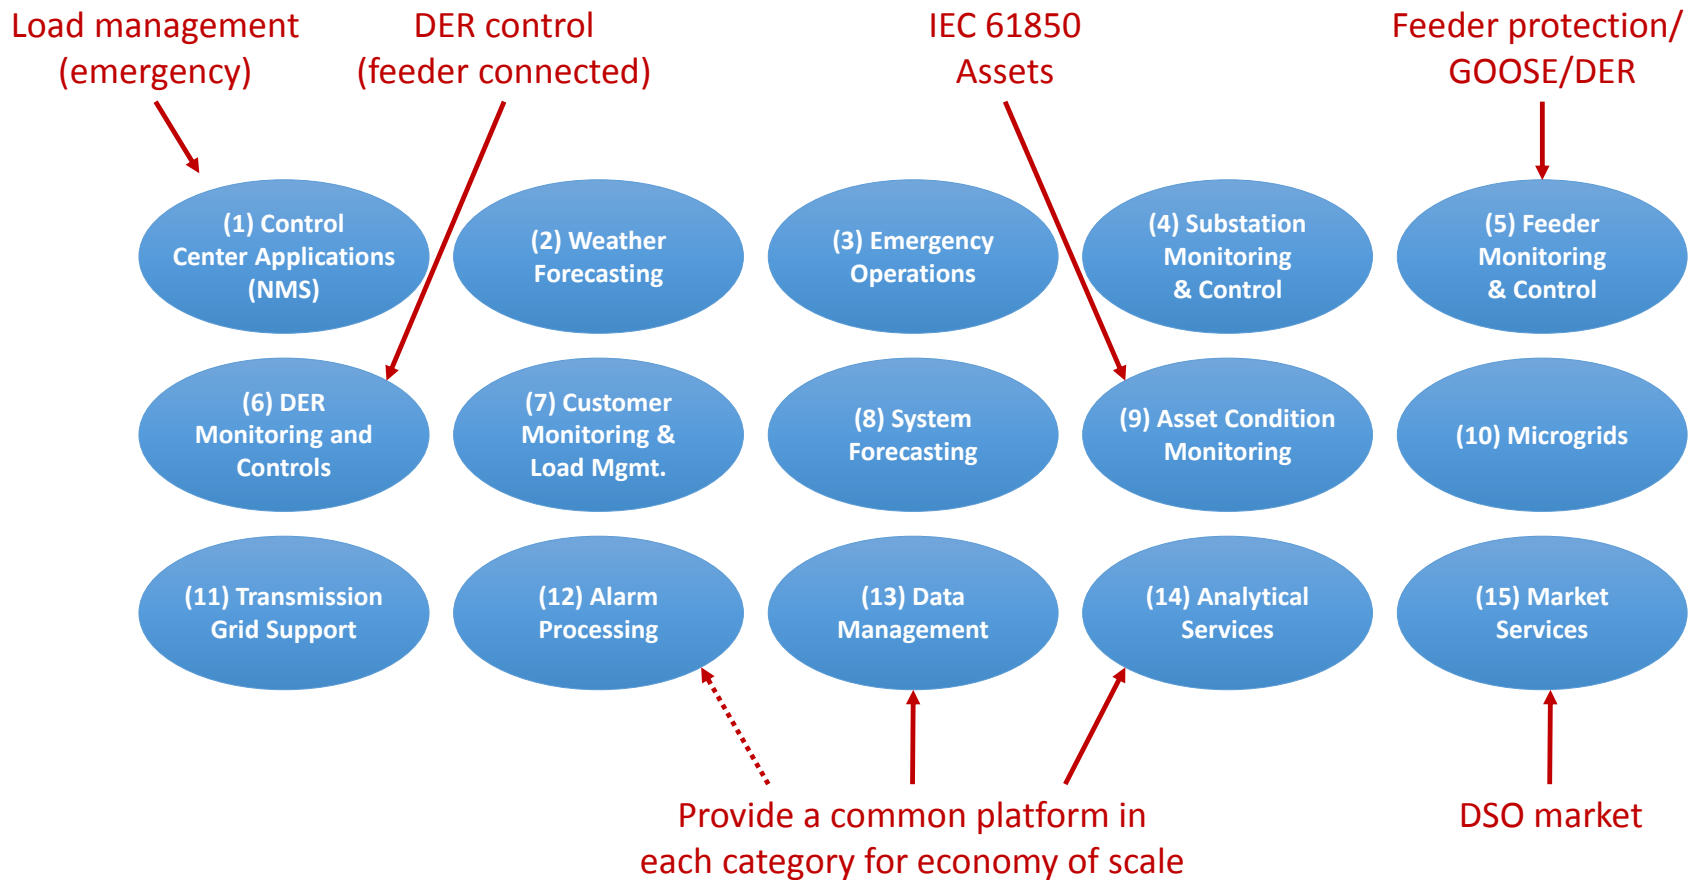 Load management
(emergency)
DER control
(feeder connected)
IEC 61850
Assets
Feeder protection/
GOOSE/DER
(1) Control
Center Applications
(NMS)
(2) Weather
Forecasting
(3) Emergency
Operations
(4) Substation
Monitoring
& Control
(5) Feeder
Monitoring
& Control
(6) DER
Monitoring and
Controls
(7) Customer
Monitoring &
Load Mgmt.
(8) System
Forecasting
(9) Asset Condition
Monitoring
(10) Microgrids
(11) Transmission
Grid Support
(12) Alarm
Processing
(13) Data
Management
(14) Analytical
Services
(15) Market
Services
Provide a common platform in
each category for economy of scale
DSO market